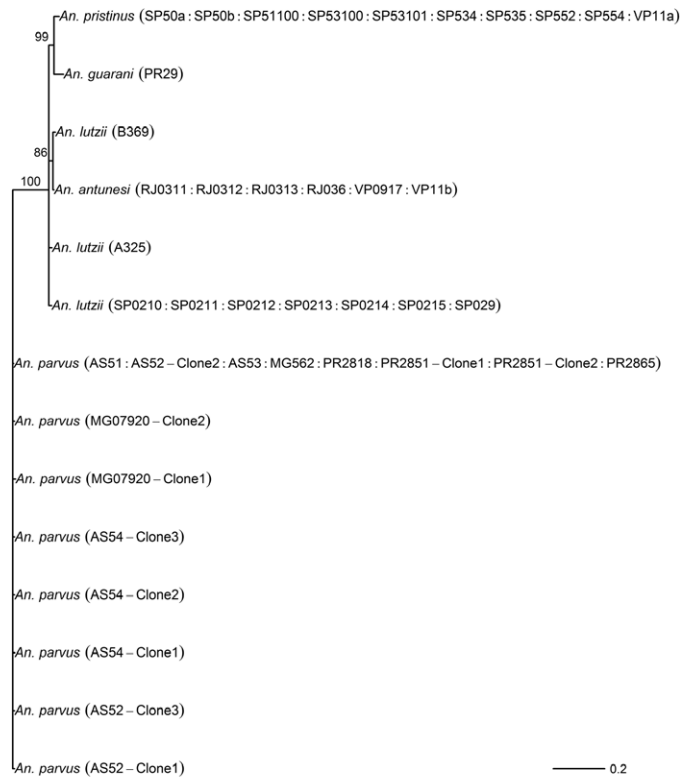 An. pristinus (SP50a : SP50b : SP51100 : SP53100 : SP53101 : SP534 : SP535 : SP552 : SP554 : VP11a)
99
An. guarani (PR29)
An. lutzii (B369)
86
100
An. antunesi (RJ0311 : RJ0312 : RJ0313 : RJ036 : VP0917 : VP11b)
An. lutzii (A325)
An. lutzii (SP0210 : SP0211 : SP0212 : SP0213 : SP0214 : SP0215 : SP029)
An. parvus (AS51 : AS52 – Clone2 : AS53 : MG562 : PR2818 : PR2851 – Clone1 : PR2851 – Clone2 : PR2865)
An. parvus (MG07920 – Clone2)
An. parvus (MG07920 – Clone1)
An. parvus (AS54 – Clone3)
An. parvus (AS54 – Clone2)
An. parvus (AS54 – Clone1)
An. parvus (AS52 – Clone3)
An. parvus (AS52 – Clone1)
0.2